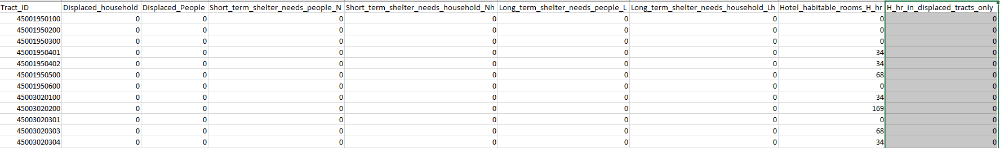 Tract_ID Displaced_household Displaced_People Short_term_shelter_needs_people_N Short_term_shelter_needs_household_Nh Long_term_shelter_needs_people_L Long_term_shelter_needs_household_Lh Hotel_habitable_rooms_H_hr H_hr_in_displaced_tracts_only
45001950100 0 0 0 0 0 0 0 0
45001950200 0 0 0 0 0 0 0 0
45001950300 0 0 0 0 0 0 0 0
45001950401 0 0 0 0 0 0 34 0
45001950402 0 0 0 0 0 0 34 0
45001950500 0 0 0 0 0 0 68 0
45001950600 0 0 0 0 0 0 0 0
45003020100 0 0 0 0 0 0 34 0
45003020200 0 0 0 0 0 0 169 0
45003020301 0 0 0 0 0 0 0 0
45003020303 0 0 0 0 0 0 68 0
45003020304 0 0 0 0 0 0 34 0